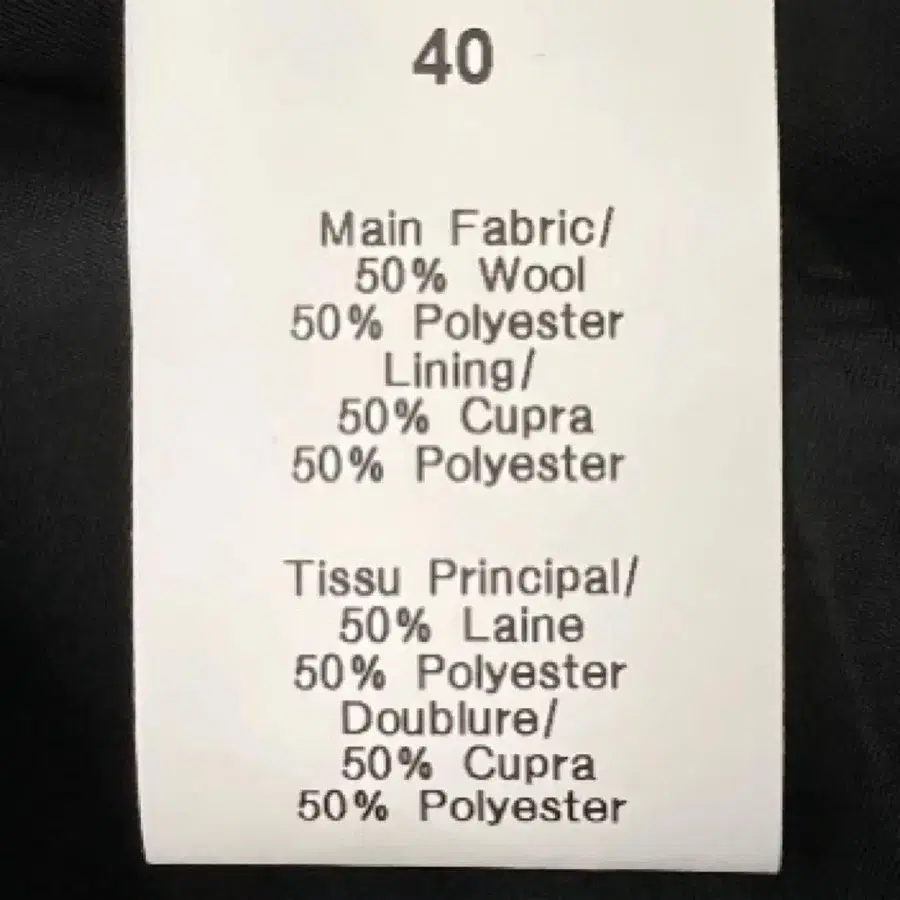 40
Main Fabric/
50% Wool
50% Polyester
Lining/
50% Cupra
50% Polyester
Tissu Principal/
50% Laine
50% Polyester
Doublure/
50% Cupra
50% Polyester